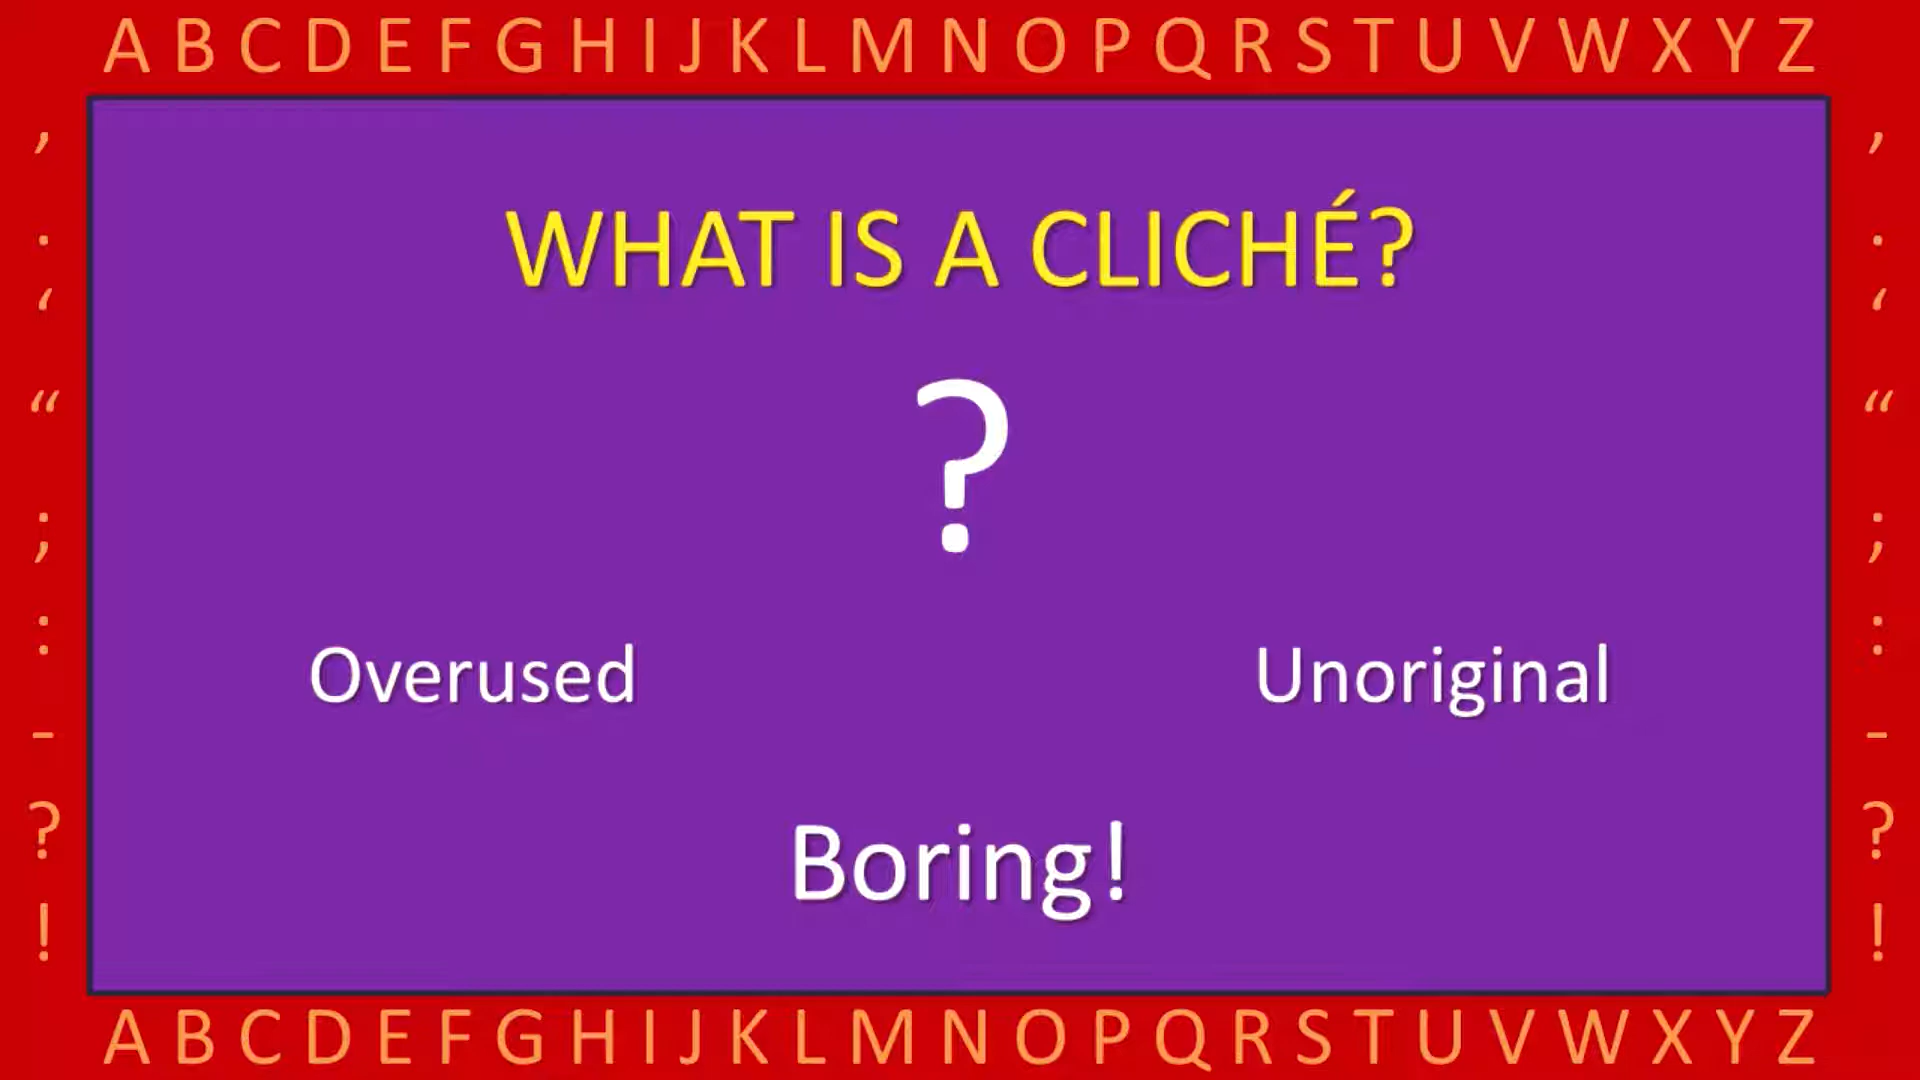 A B C D E F G H I J K L M N O P Q R S T U V W X Y Z
, ,
. .
‘ ‘
“ “
; ;
: :
- -
? ?
! !
WHAT IS A CLICHÉ?
?
Overused Unoriginal
Boring!
A B C D E F G H I J K L M N O P Q R S T U V W X Y Z